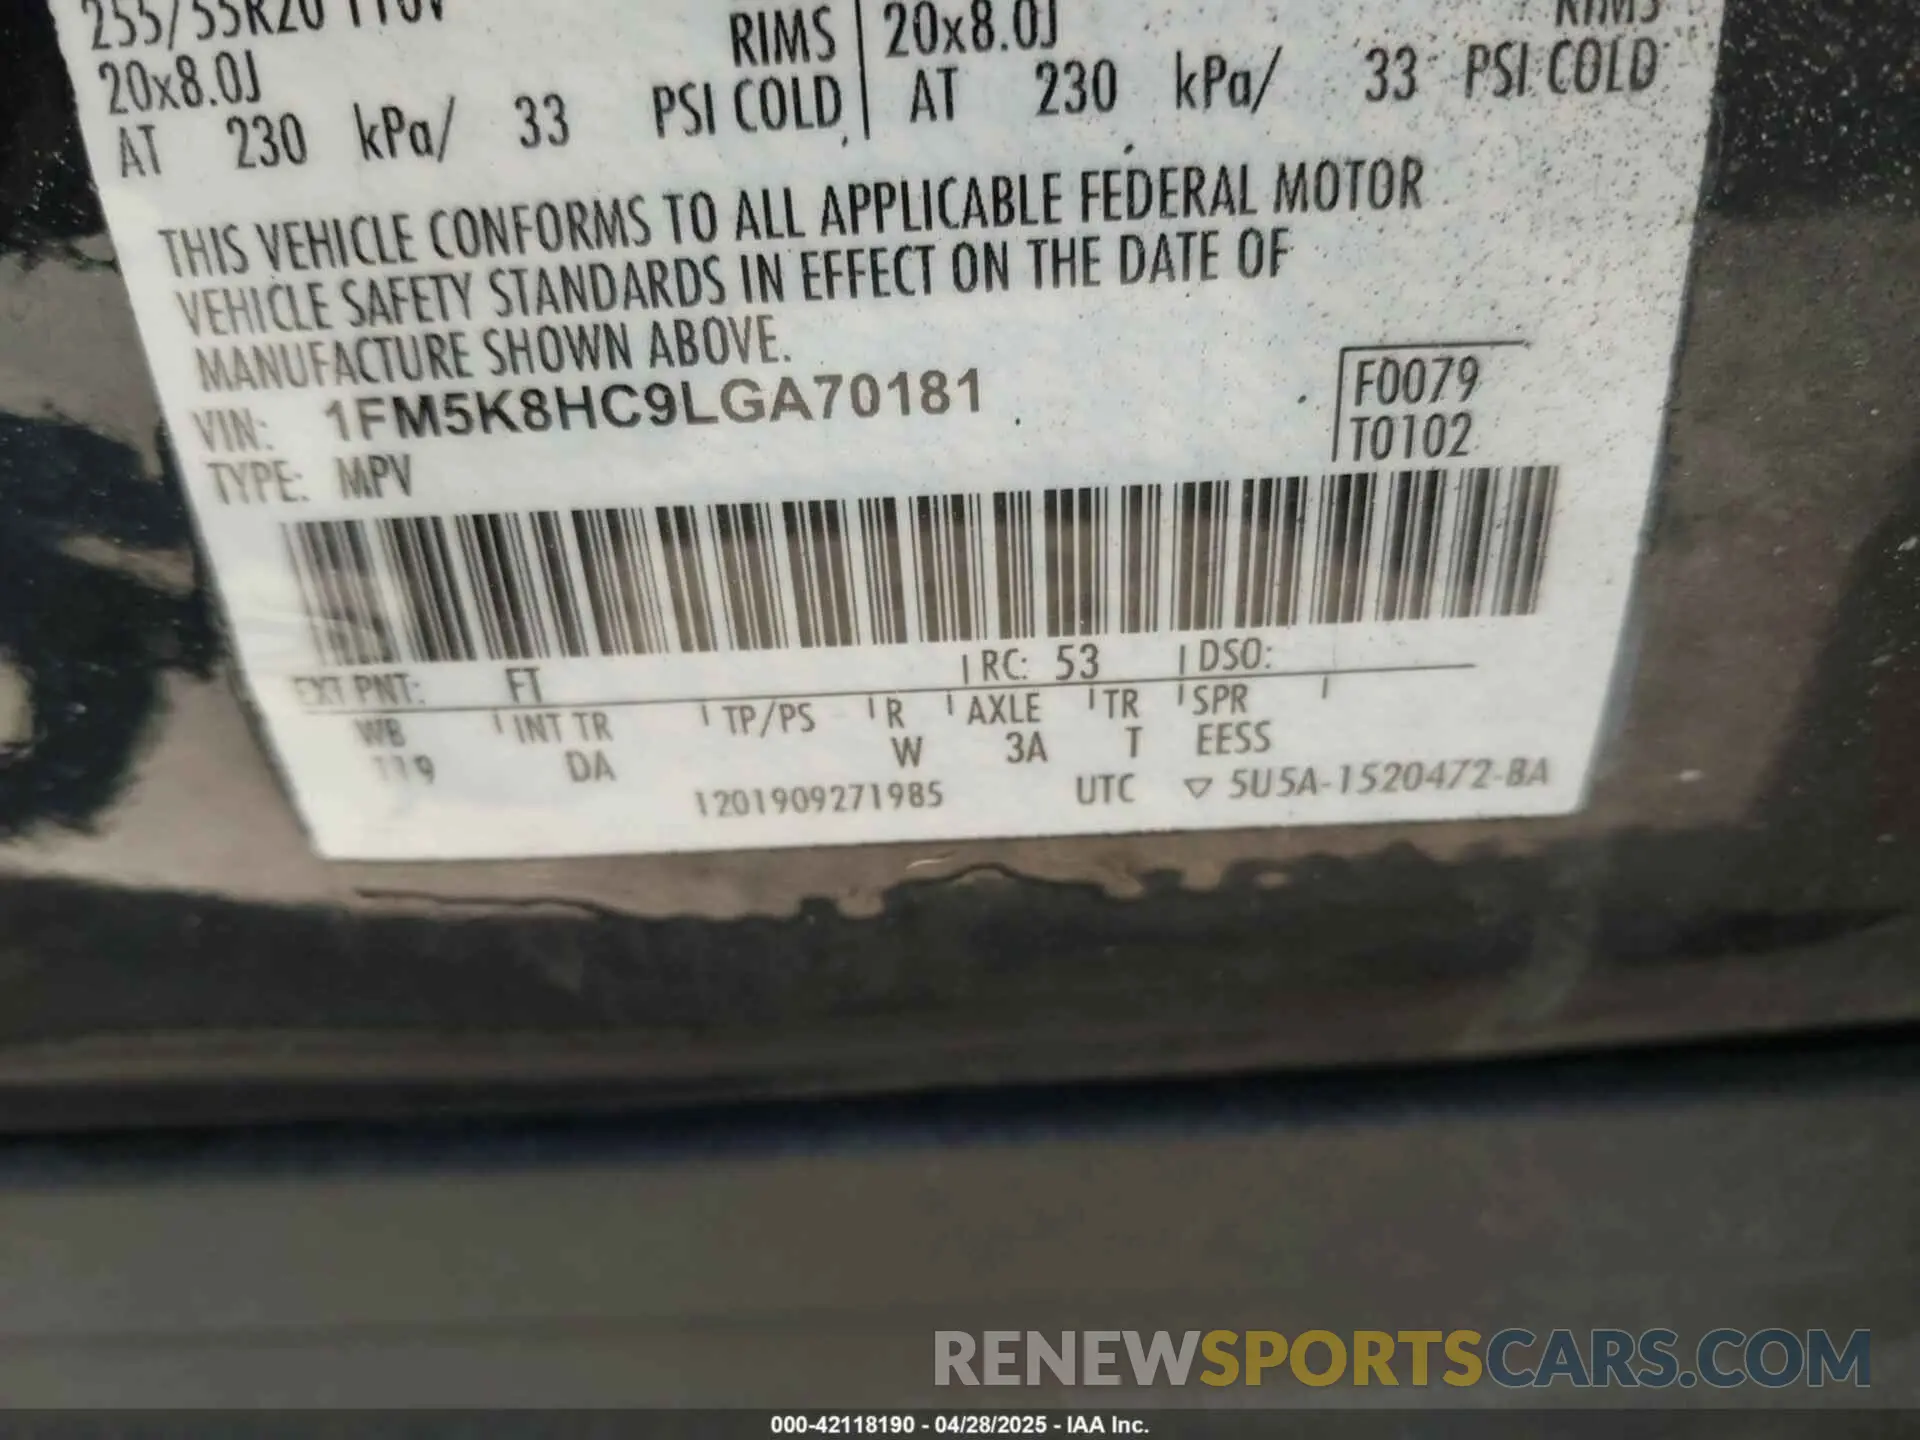 255/55R20 110V
RIMS 20x8.0J RIMS
20x8.0J
AT 230 kPa/ 33 PSI COLD AT 230 kPa/ 33 PSI COLD
THIS VEHICLE CONFORMS TO ALL APPLICABLE FEDERAL MOTOR
VEHICLE SAFETY STANDARDS IN EFFECT ON THE DATE OF
MANUFACTURE SHOWN ABOVE.
VIN: 1FM5K8HC9LGA70181
TYPE: MPV
F0079
T0102
EXT PNT: FT RC: 53 DSO:
WB INT TR TP/PS R AXLE TR SPR
119 DA W 3A T EESS
1201909271985 UTC ▽ 5U5A-1520472-BA
RENEWSPORTSCARS.COM
000-42118190 - 04/28/2025 - IAA Inc.